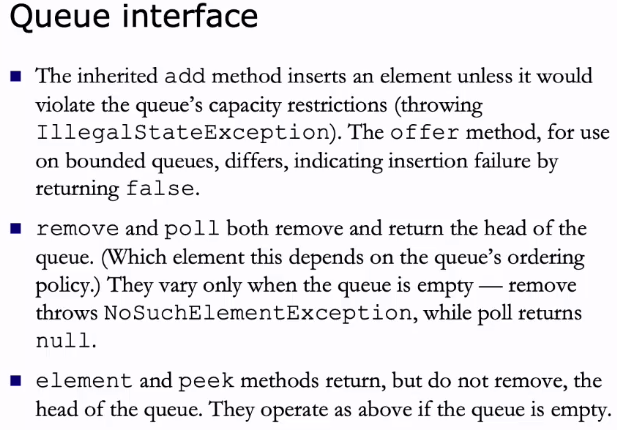 Queue interface
The inherited add method inserts an element unless it would
violate the queue's capacity restrictions (throwing
IllegalStateException). The offer method, for use
on bounded queues, differs, indicating insertion failure by
returning false.
remove and poll both remove and return the head of the
queue. (Which element this depends on the queue's ordering
policy.) They vary only when the queue is empty — remove
throws NoSuchElementException, while poll returns
null.
element and peek methods return, but do not remove, the
head of the queue. They operate as above if the queue is empty.